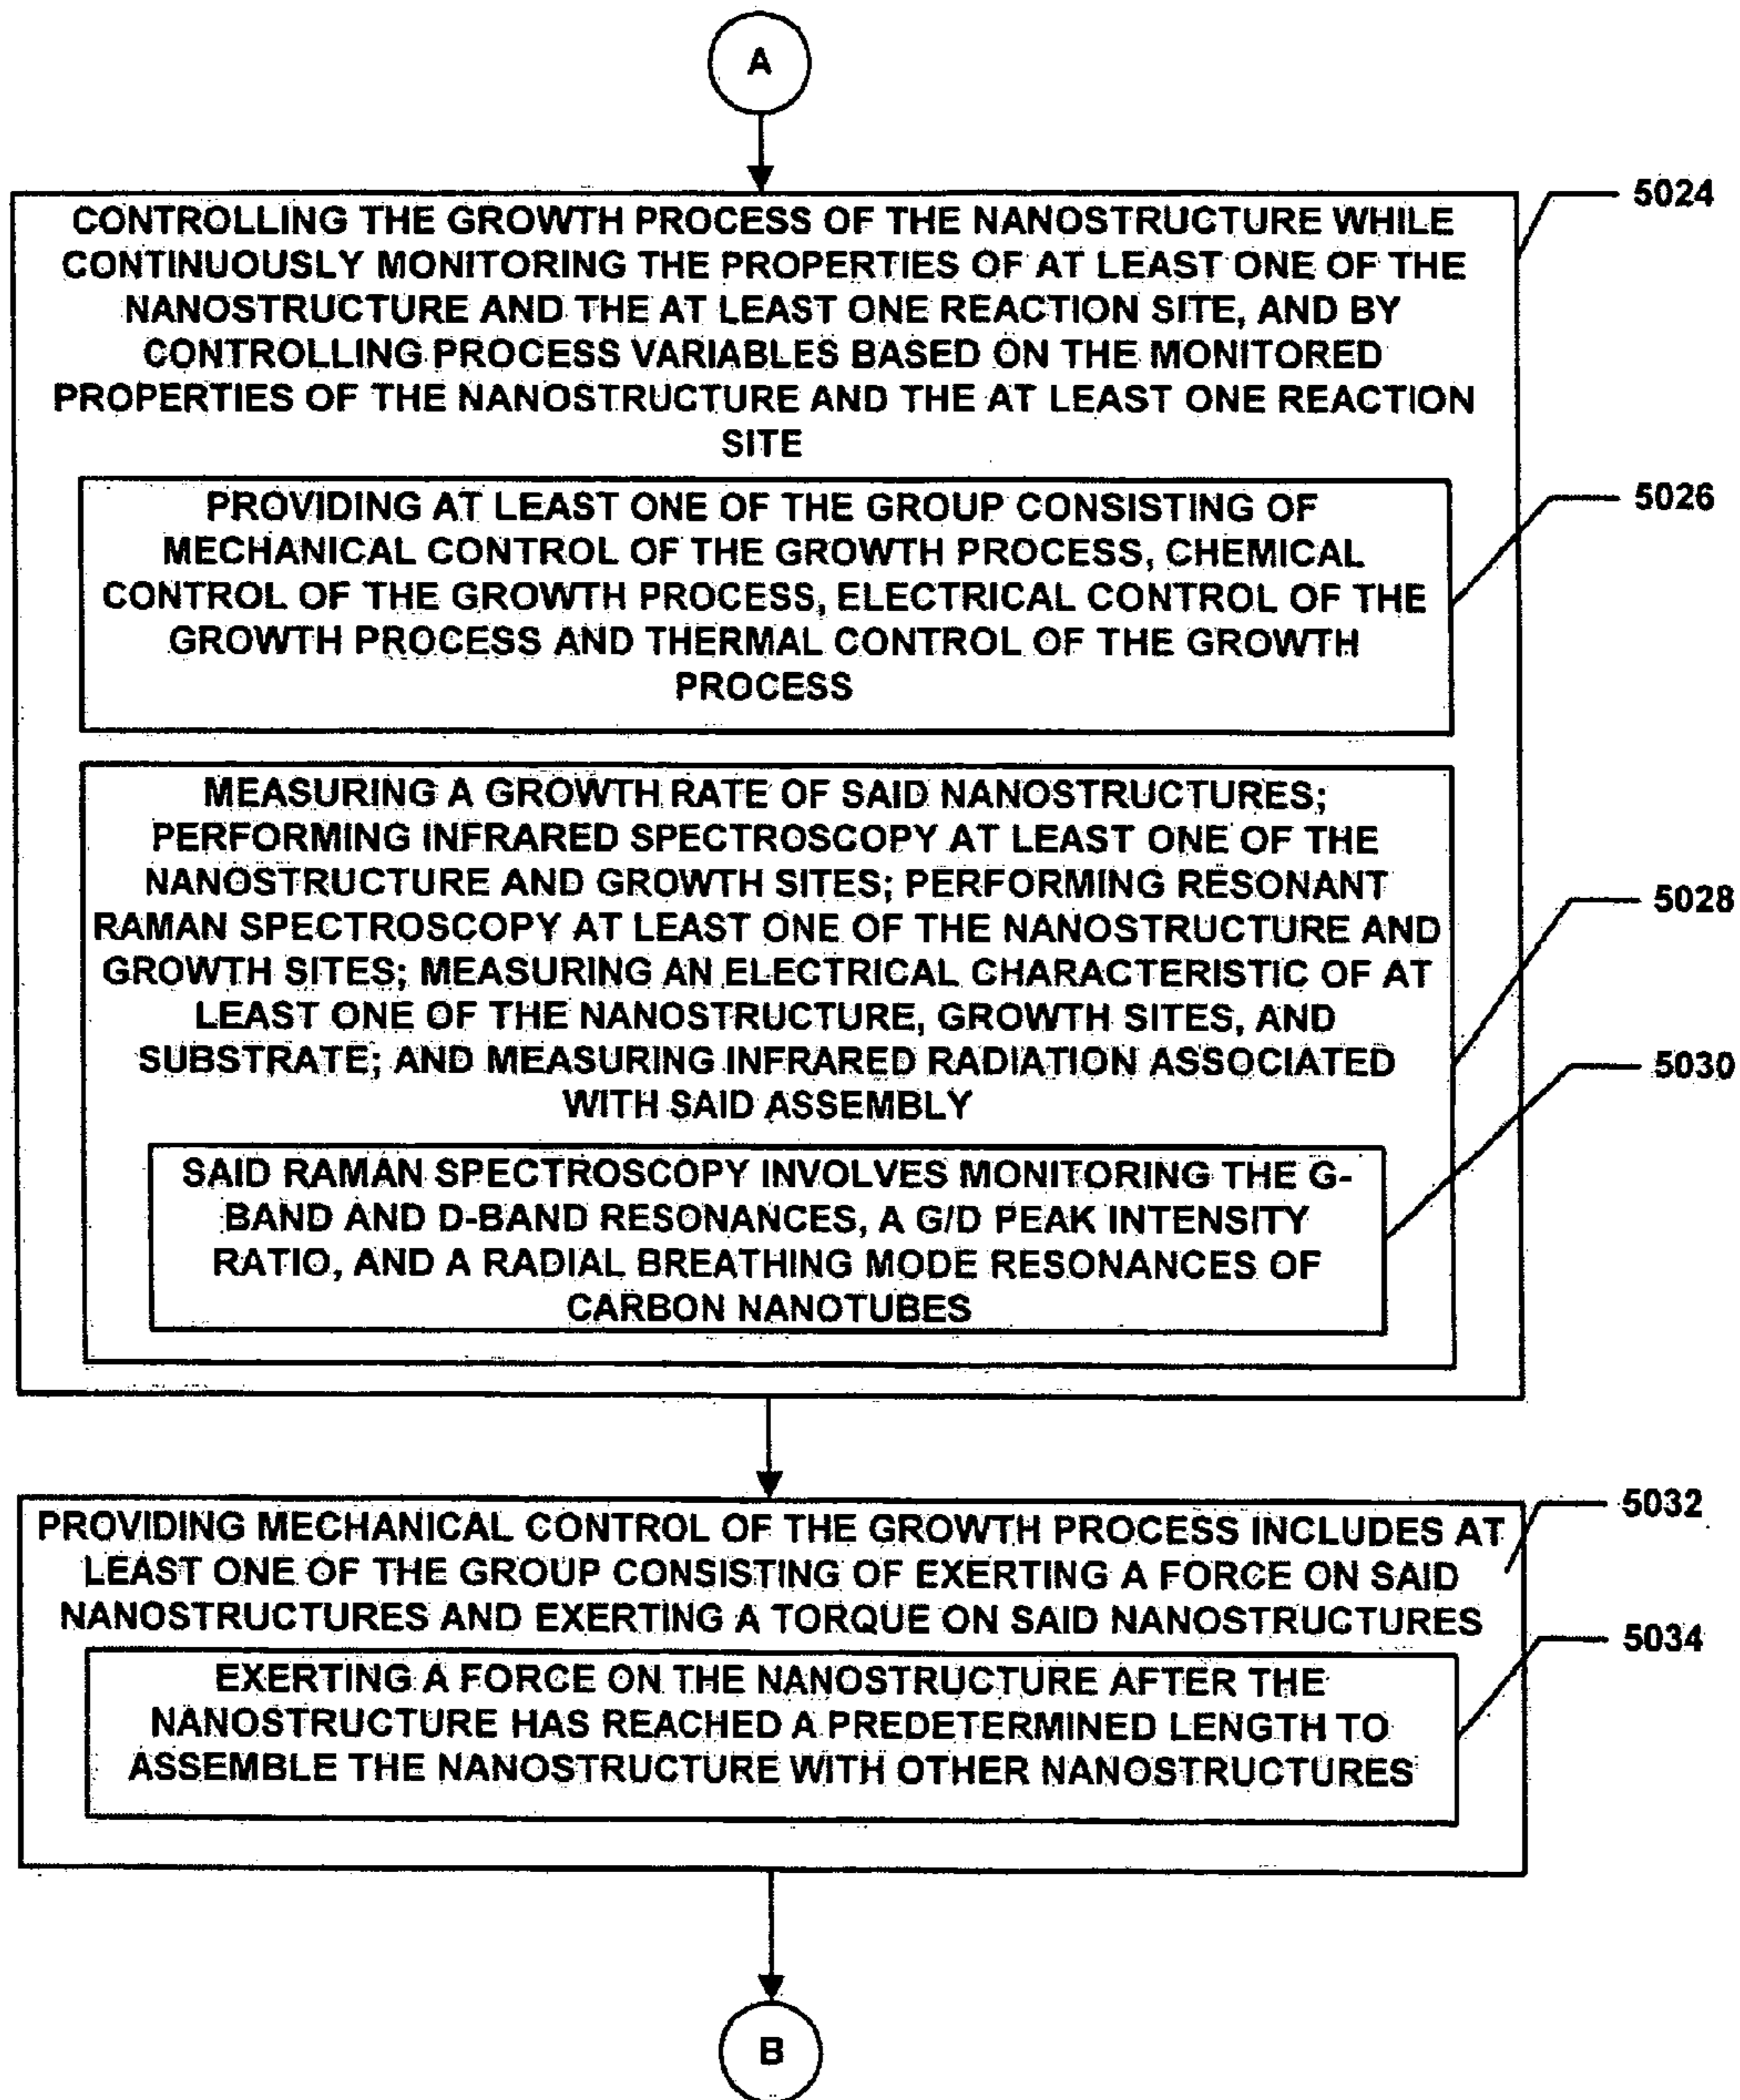 A
5024
CONTROLLING THE GROWTH PROCESS OF THE NANOSTRUCTURE WHILE
CONTINUOUSLY MONITORING THE PROPERTIES OF AT LEAST ONE OF THE
NANOSTRUCTURE AND THE AT LEAST ONE REACTION SITE, AND BY
CONTROLLING PROCESS VARIABLES BASED ON THE MONITORED
PROPERTIES OF THE NANOSTRUCTURE AND THE AT LEAST ONE REACTION
SITE
5026
PROVIDING AT LEAST ONE OF THE GROUP CONSISTING OF
MECHANICAL CONTROL OF THE GROWTH PROCESS, CHEMICAL
CONTROL OF THE GROWTH PROCESS, ELECTRICAL CONTROL OF THE
GROWTH PROCESS AND THERMAL CONTROL OF THE GROWTH
PROCESS
MEASURING A GROWTH RATE OF SAID NANOSTRUCTURES;
PERFORMING INFRARED SPECTROSCOPY AT LEAST ONE OF THE
NANOSTRUCTURE AND GROWTH SITES; PERFORMING RESONANT
5028
RAMAN SPECTROSCOPY AT LEAST ONE OF THE NANOSTRUCTURE AND
GROWTH SITES; MEASURING AN ELECTRICAL CHARACTERISTIC OF AT
LEAST ONE OF THE NANOSTRUCTURE, GROWTH SITES, AND
SUBSTRATE; AND MEASURING INFRARED RADIATION ASSOCIATED
5030
WITH SAID ASSEMBLY
SAID RAMAN SPECTROSCOPY INVOLVES MONITORING THE G-
BAND AND D-BAND RESONANCES, A G/D PEAK INTENSITY
RATIO, AND A RADIAL BREATHING MODE RESONANCES OF
CARBON NANOTUBES
5032
PROVIDING MECHANICAL CONTROL OF THE GROWTH PROCESS INCLUDES AT
LEAST ONE OF THE GROUP CONSISTING OF EXERTING A FORCE ON SAID
NANOSTRUCTURES AND EXERTING A TORQUE ON SAID NANOSTRUCTURES
5034
EXERTING A FORCE ON THE NANOSTRUCTURE AFTER THE
NANOSTRUCTURE HAS REACHED A PREDETERMINED LENGTH TO
ASSEMBLE THE NANOSTRUCTURE WITH OTHER NANOSTRUCTURES
B